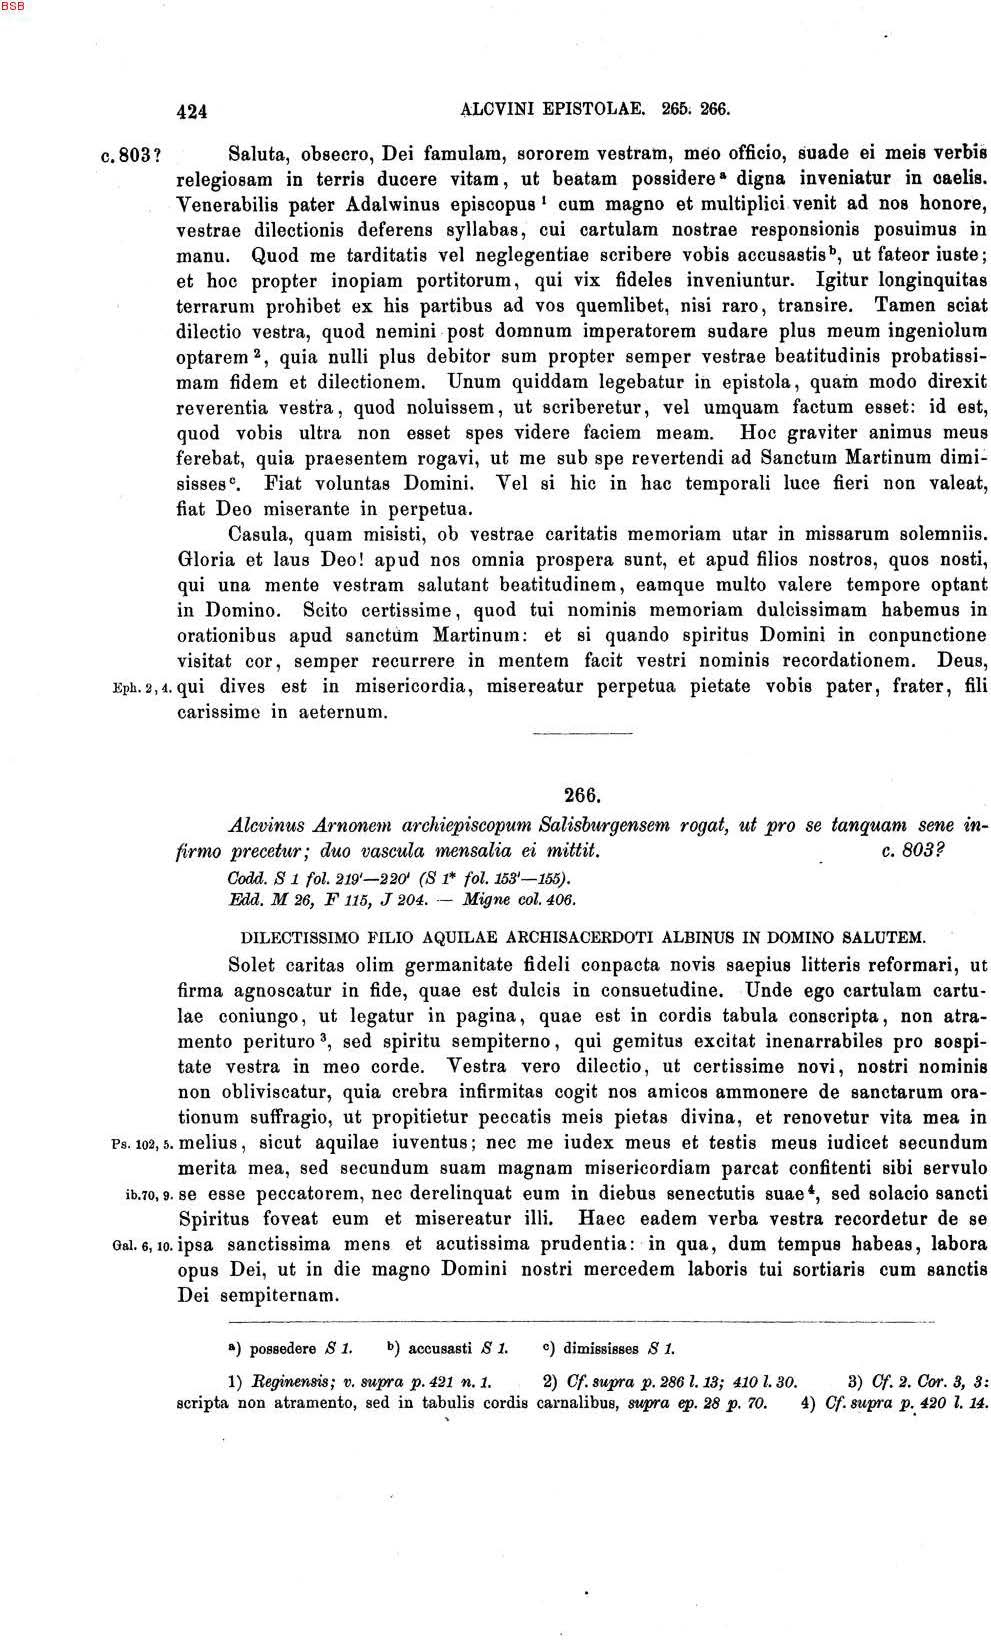 BSB
424 ALCVINI EPISTOLAE. 265. 266.
c. 803? Saluta, obsecro, Dei famulam, sororem vestram, meo officio, suade ei meis verbis
relegiosam in terris ducere vitam, ut beatam possidere a digna inveniatur in caelis.
Venerabilis pater Adalwinus episcopus 1 cum magno et multiplici venit ad nos honore,
vestrae dilectionis deferens syllabas, cui cartulam nostrae responsionis posuimus in
manu. Quod me tarditatis vel neglegentiae scribere vobis accusastis b, ut fateor iuste;
et hoc propter inopiam portitorum, qui vix fideles inveniuntur. Igitur longinquitas
terrarum prohibet ex his partibus ad vos quemlibet, nisi raro, transire. Tamen sciat
dilectio vestra, quod nemini post domnum imperatorem sudare plus meum ingeniolum
optarem 2, quia nulli plus debitor sum propter semper vestrae beatitudinis probatissi-
mam fidem et dilectionem. Unum quiddam legebatur in epistola, quam modo direxit
reverentia vestra, quod noluissem, ut scriberetur, vel umquam factum esset: id est,
quod vobis ultra non esset spes videre faciem meam. Hoc graviter animus meus
ferebat, quia praesentem rogavi, ut me sub spe revertendi ad Sanctum Martinum dimi-
sisses c. Fiat voluntas Domini. Vel si hic in hac temporali luce fieri non valeat,
fiat Deo miserante in perpetua.
Casula, quam misisti, ob vestrae caritatis memoriam utar in missarum solemniis.
Gloria et laus Deo! apud nos omnia prospera sunt, et apud filios nostros, quos nosti,
qui una mente vestram salutant beatitudinem, eamque multo valere tempore optant
in Domino. Scito certissime, quod tui nominis memoriam dulcissimam habemus in
orationibus apud sanctum Martinum: et si quando spiritus Domini in conpunctione
visitat cor, semper recurrere in mentem facit vestri nominis recordationem. Deus,
Eph. 2, 4. qui dives est in misericordia, misereatur perpetua pietate vobis pater, frater, fili
carissime in aeternum.
266.
Alcvinus Arnonem archiepiscopum Salisburgensem rogat, ut pro se tanquam sene in-
firmo precetur; duo vascula mensalia ei mittit. c. 803?
Codd. S 1 fol. 219'—220' (S 1* fol. 153'—155).
Edd. M 26, F 115, J 204. — Migne col. 406.
DILECTISSIMO FILIO AQUILAE ARCHISACERDOTI ALBINUS IN DOMINO SALUTEM.
Solet caritas olim germanitate fideli conpacta novis saepius litteris reformari, ut
firma agnoscatur in fide, quae est dulcis in consuetudine. Unde ego cartulam cartu-
lae coniungo, ut legatur in pagina, quae est in cordis tabula conscripta, non atra-
mento perituro 3, sed spiritu sempiterno, qui gemitus excitat inenarrabiles pro sospi-
tate vestra in meo corde. Vestra vero dilectio, ut certissime novi, nostri nominis
non obliviscatur, quia crebra infirmitas cogit nos amicos ammonere de sanctarum ora-
tionum suffragio, ut propitietur peccatis meis pietas divina, et renovetur vita mea in
Ps. 102, 5. melius, sicut aquilae iuventus; nec me iudex meus et testis meus iudicet secundum
merita mea, sed secundum suam magnam misericordiam parcat confitenti sibi servulo
ib. 70, 9. se esse peccatorem, nec derelinquat eum in diebus senectutis suae 4, sed solacio sancti
Spiritus foveat eum et misereatur illi. Haec eadem verba vestra recordetur de se
Gal. 6, 10. ipsa sanctissima mens et acutissima prudentia: in qua, dum tempus habeas, labora
opus Dei, ut in die magno Domini nostri mercedem laboris tui sortiaris cum sanctis
Dei sempiternam.
a) possedere S 1. b) accusasti S 1. c) dimississes S 1.
1) Reginensis; v. supra p. 421 n. 1. 2) Cf. supra p. 286 l. 13; 410 l. 30. 3) Cf. 2. Cor. 3, 3:
scripta non atramento, sed in tabulis cordis carnalibus, supra ep. 28 p. 70. 4) Cf. supra p. 420 l. 14.